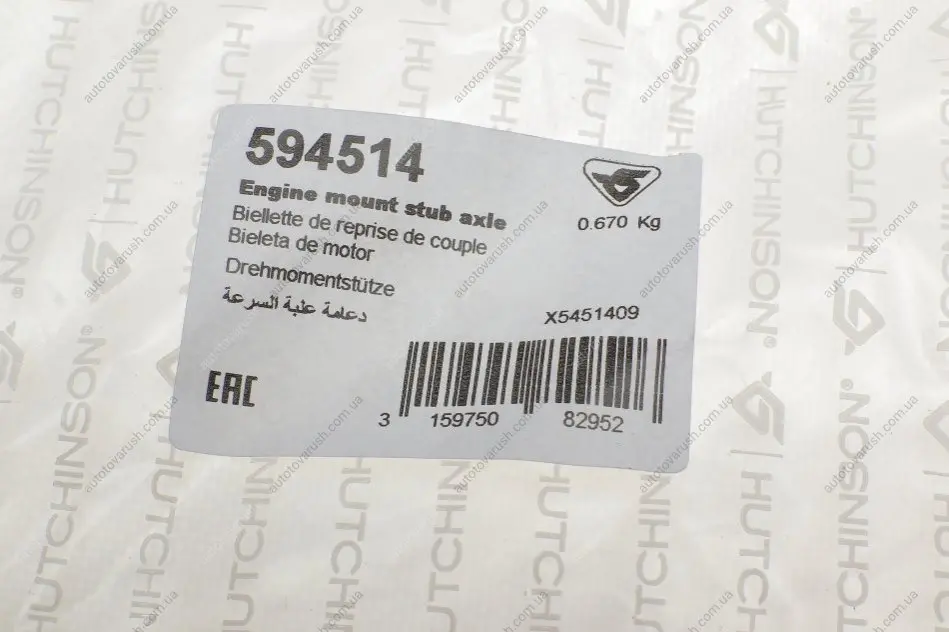 594514
Engine mount stub axle
Biellette de reprise de couple
Bieleta de motor
Drehmomentstütze
دعامة علبة السرعة
0.670 Kg
X5451409
EAC
3 159750 82952
HUTCHINSON®
autotovarush.com.ua